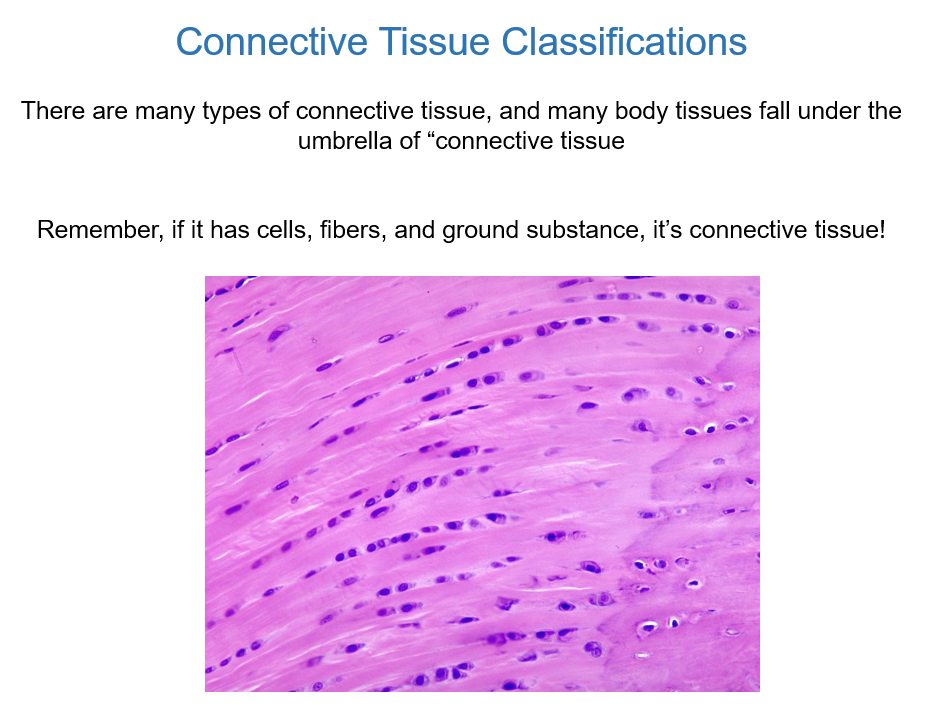 Connective Tissue Classifications
There are many types of connective tissue, and many body tissues fall under the
umbrella of “connective tissue
Remember, if it has cells, fibers, and ground substance, it’s connective tissue!